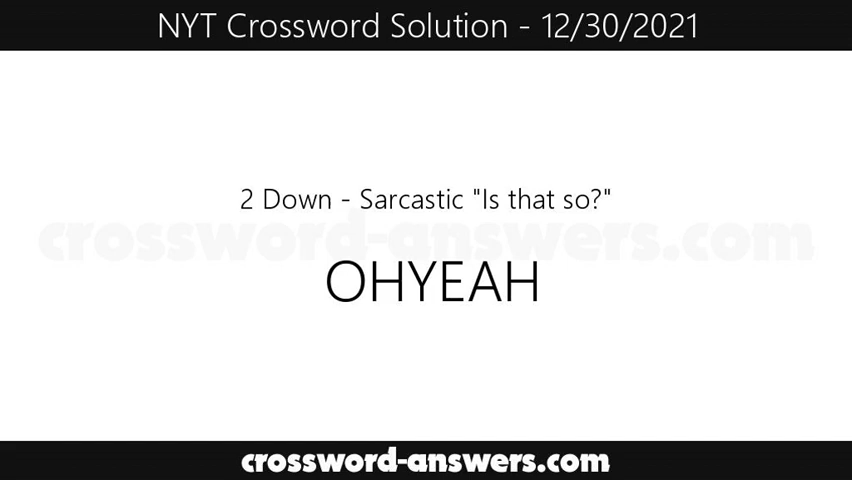 NYT Crossword Solution - 12/30/2021
2 Down - Sarcastic "Is that so?"
crossword-answers.com
OHYEAH
crossword-answers.com